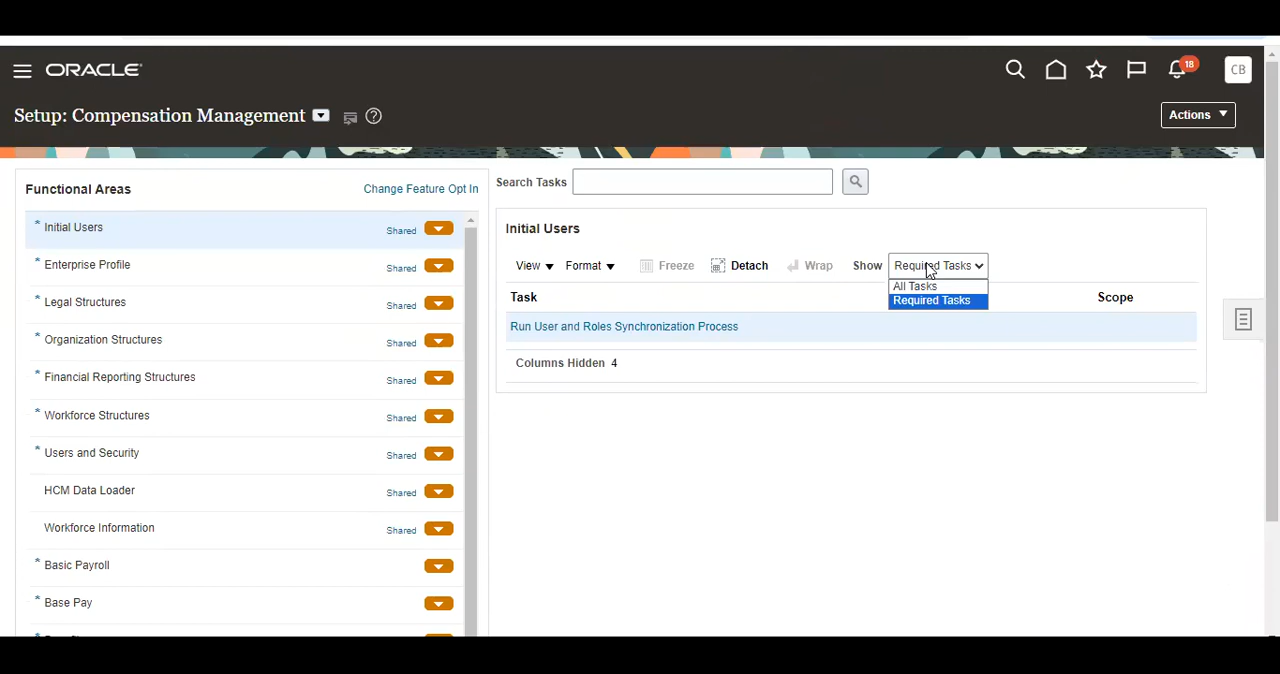 ORACLE
18
CB
Setup: Compensation Management
Actions
Functional Areas
Change Feature Opt In
* Initial Users Shared
* Enterprise Profile Shared
* Legal Structures Shared
* Organization Structures Shared
* Financial Reporting Structures Shared
* Workforce Structures Shared
* Users and Security Shared
HCM Data Loader Shared
Workforce Information Shared
* Basic Payroll
* Base Pay
Search Tasks
Initial Users
View Format Freeze Detach Wrap Show Required Tasks
All Tasks
Required Tasks
Task Scope
Run User and Roles Synchronization Process
Columns Hidden 4